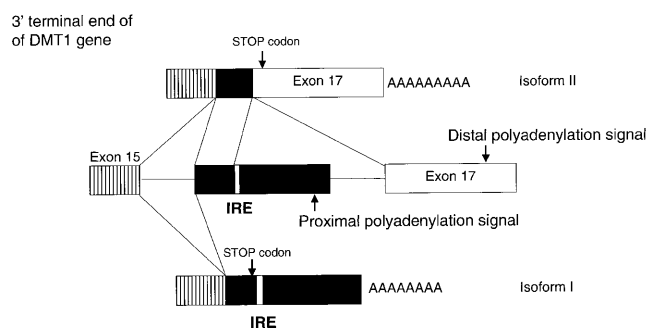 3' terminal end of
of DMT1 gene
STOP codon
Exon 17
AAAAAAAAA
Isoform II
Distal polyadenylation signal
Exon 15
Exon 17
IRE
Proximal polyadenylation signal
STOP codon
AAAAAAAA
Isoform I
IRE